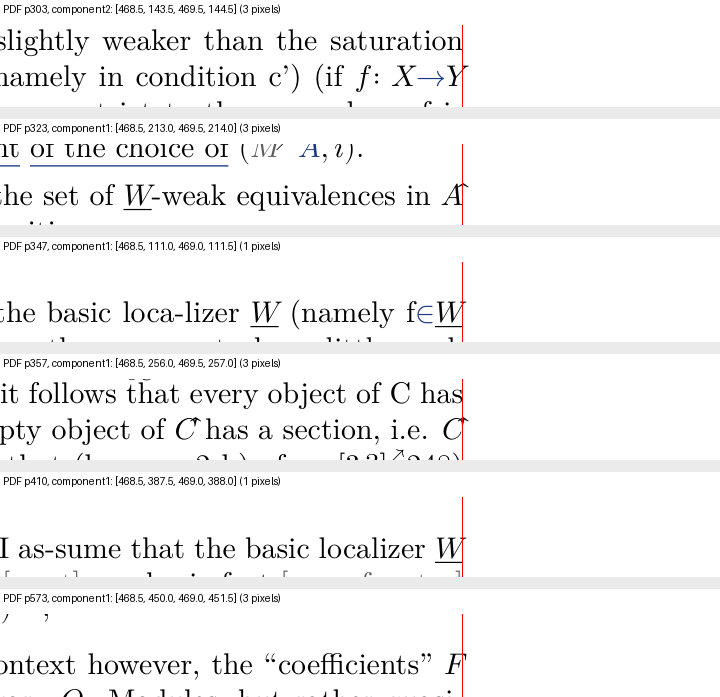 PDF p303, component2: [468.5, 143.5, 469.5, 144.5] (3 pixels)
slightly weaker than the saturation
namely in condition c’) (if f: X→Y
PDF p323, component1: [468.5, 213.0, 469.5, 214.0] (3 pixels)
nt of the choice of (M A, i).
the set of W-weak equivalences in A^
PDF p347, component1: [468.5, 111.0, 469.0, 111.5] (1 pixels)
the basic loca-lizer W (namely f∈W
PDF p357, component1: [468.5, 256.0, 469.5, 257.0] (3 pixels)
it follows that every object of C has
pty object of C^ has a section, i.e. C^
PDF p410, component1: [468.5, 387.5, 469.0, 388.0] (1 pixels)
I as-sume that the basic localizer W
PDF p573, component1: [468.5, 450.0, 469.0, 451.5] (3 pixels)
ontext however, the “coefficients” F